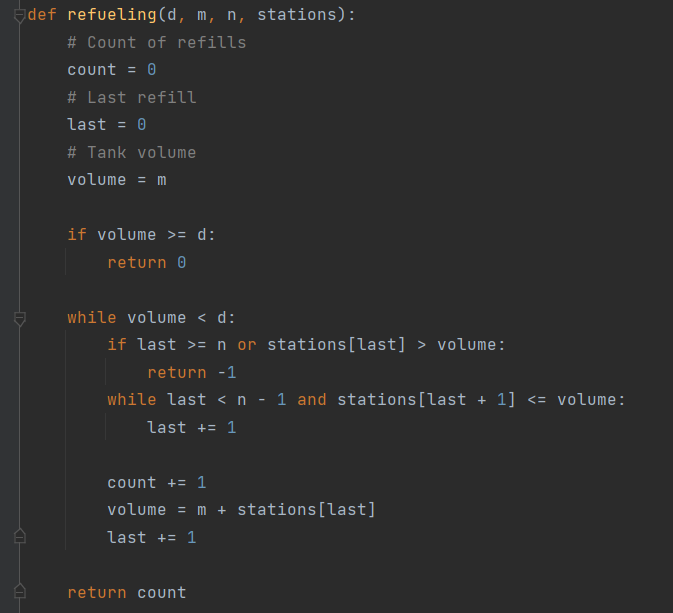 def refueling(d, m, n, stations):
    # Count of refills
    count = 0
    # Last refill
    last = 0
    # Tank volume
    volume = m

    if volume >= d:
        return 0

    while volume < d:
        if last >= n or stations[last] > volume:
            return -1
        while last < n - 1 and stations[last + 1] <= volume:
            last += 1

        count += 1
        volume = m + stations[last]
        last += 1

    return count